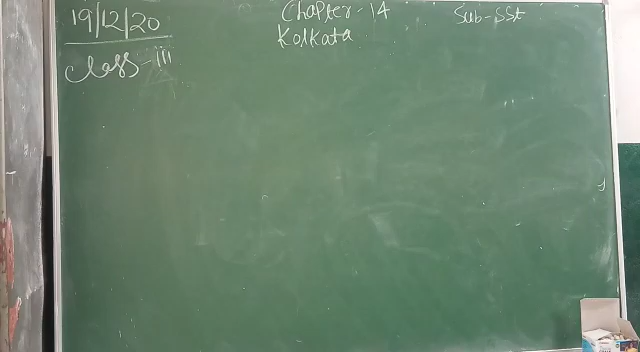 19/12/20
Chapter - 14
Sub - SSt
Kolkata
Class - iii